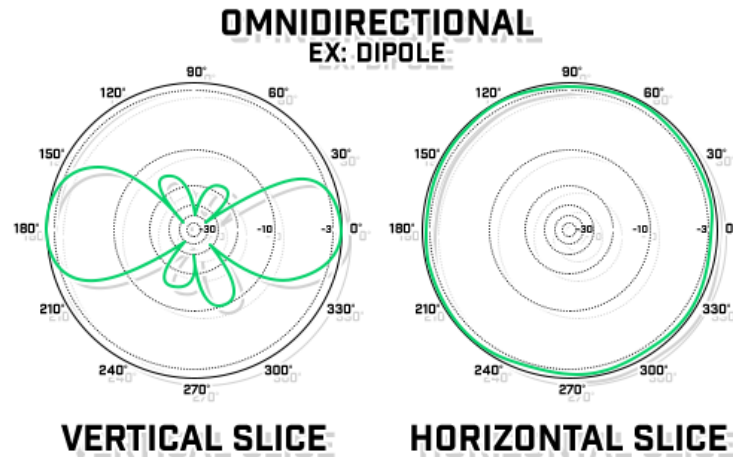 OMNIDIRECTIONAL
EX: DIPOLE
90°
120° 60°
150° 30°
180° -30 -10 -3 0°
210° 330°
240° 300°
270°
VERTICAL SLICE
90°
120° 60°
150° 30°
180° -30 -10 -3 0°
210° 330°
240° 300°
270°
HORIZONTAL SLICE